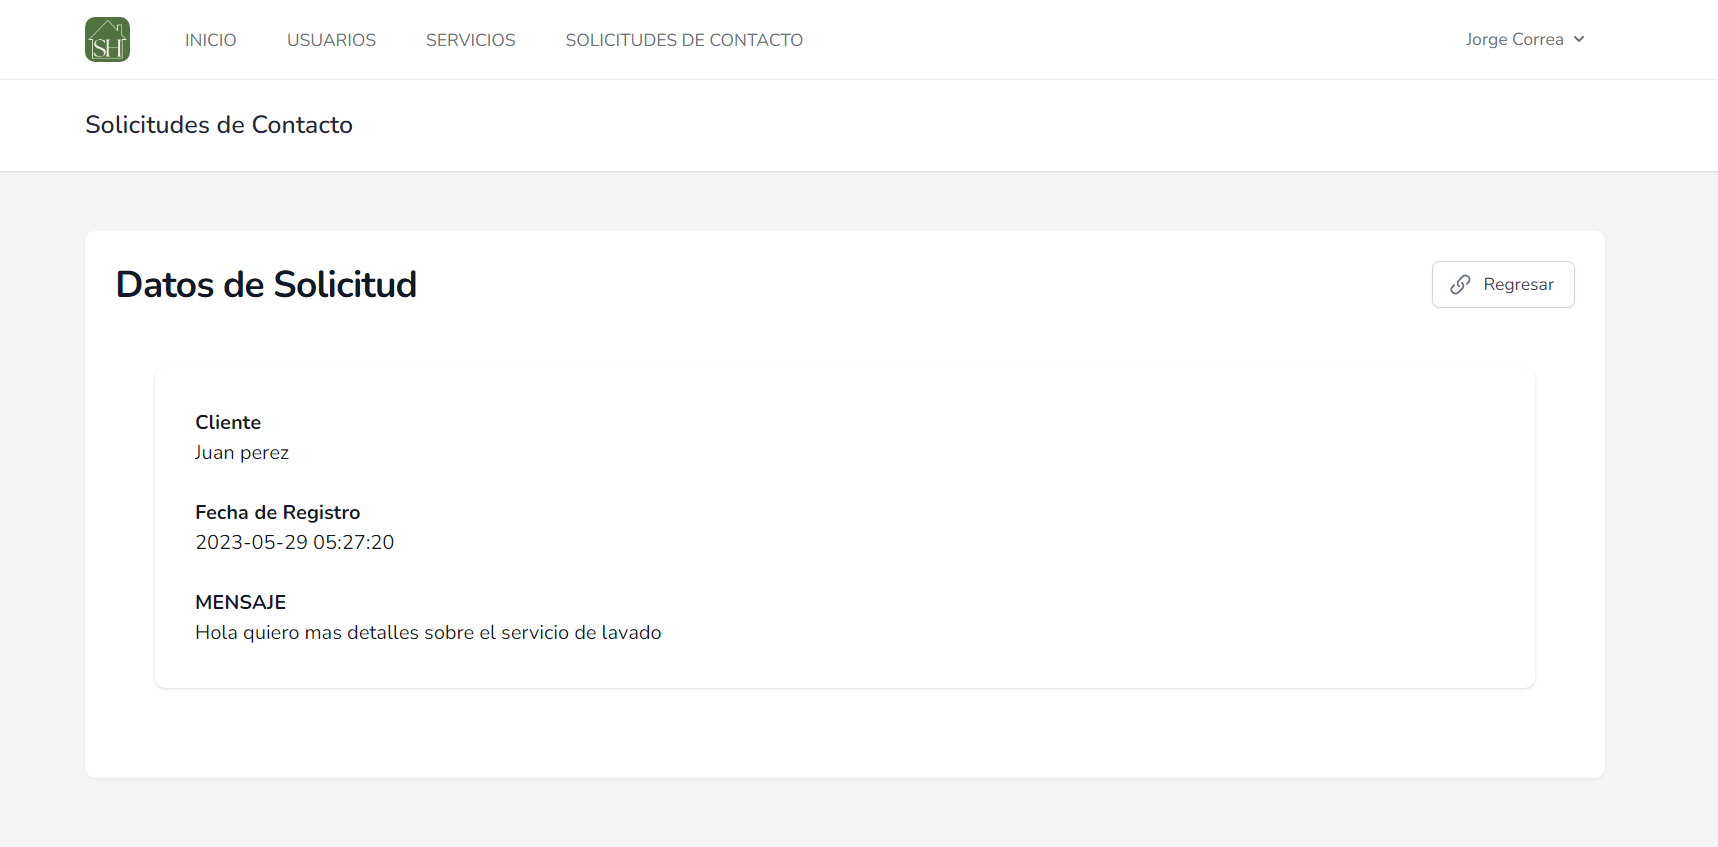 SH
INICIO
USUARIOS
SERVICIOS
SOLICITUDES DE CONTACTO
Jorge Correa
Solicitudes de Contacto
Datos de Solicitud
Regresar
Cliente
Juan perez
Fecha de Registro
2023-05-29 05:27:20
MENSAJE
Hola quiero mas detalles sobre el servicio de lavado